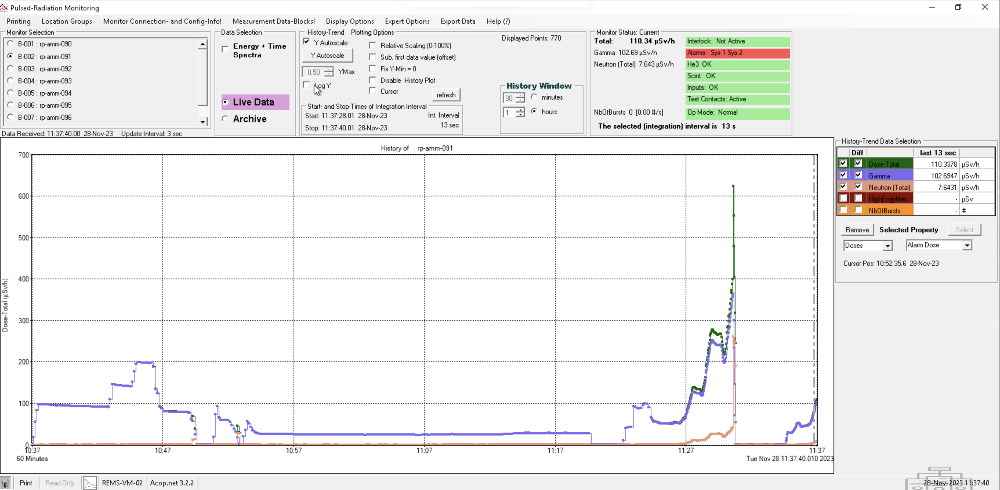 Pulsed-Radiation Monitoring
Printing Location Groups Monitor Connection- and Config-Info! Measurement Data-Blocks! Display Options Expert Options Export Data Help (?)
Monitor Selection
B-001 : rp-amm-090
B-002 : rp-amm-091
B-003 : rp-amm-092
B-004 : rp-amm-093
B-005 : rp-amm-094
B-006 : rp-amm-095
B-007 : rp-amm-096
Data Received: 11:37:40.00 28-Nov-23 Update Interval: 3 sec
Data Selection
Energy + Time
Spectra
Live Data
Archive
History-Trend Plotting Options
Y Autoscale
Y Autoscale
0.50 YMax
Log Y
Relative Scaling (0-100%)
Sub. first data value (offset)
Fix Y-Min = 0
Disable History Plot
Cursor
refresh
Displayed Points: 770
Start- and Stop-Times of Integration Interval
Start: 11:37:28.01 28-Nov-23 Int. Interval
13 sec
Stop: 11:37:40.01 28-Nov-23
History Window
30 minutes
1 hours
Monitor Status: Current
Total: 110.34 µSv/h
Gamma 102.69 µSv/h
Neutron (Total) 7.643 µSv/h
NbOfBursts 0 [0.00 #/s]
Interlock: Not Active
Alarms: Sys-1 Sys-2
He3 OK
Scint. OK
Inputs: OK
Test Contacts: Active
Op Mode: Normal
The selected (integration) interval is 13 s
History of rp-amm-091
Dose-Total (µSv/h)
700
600
500
400
300
200
100
0
10:37 10:47 10:57 11:07 11:17 11:27 11:37
60 Minutes
Tue Nov 28 11:37:40.010 2023
History-Trend Data Selection
Diff last 13 sec
Dose-Total 110.3378 µSv/h
Gamma 102.6947 µSv/h
Neutron (Total) 7.6431 µSv/h
HighEngyNeu - µSv
NbOfBursts - #
Remove Selected Property Select
Doses Alarm Dose
Cursor Pos: 10:52:35.6 28-Nov-23
Print Read Only REMS-VM-02 Acop.net 3.2.2
28-Nov-2023 11:37:40